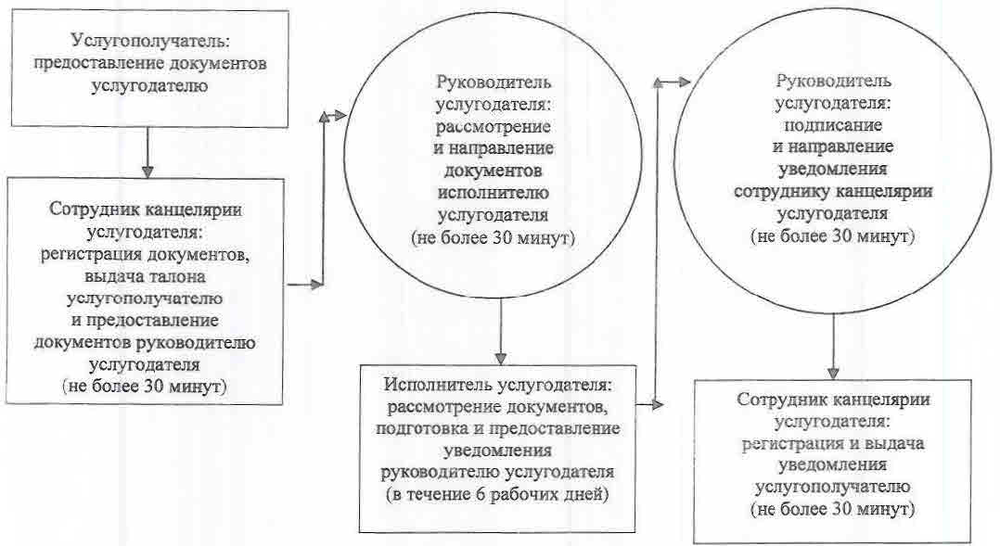 Услугополучатель:
предоставление документов
услугодателю
Сотрудник канцелярии
услугодателя:
регистрация документов,
выдача талона
услугополучателю
и предоставление
документов руководителю
услугодателя
(не более 30 минут)
Руководитель
услугодателя:
рассмотрение
и направление
документов
исполнителю
услугодателя
(не более 30 минут)
Исполнитель услугодателя:
рассмотрение документов,
подготовка и предоставление
уведомления
руководителю услугодателя
(в течение 6 рабочих дней)
Руководитель
услугодателя:
подписание
и направление
уведомления
сотруднику канцелярии
услугодателя
(не более 30 минут)
Сотрудник канцелярии
услугодателя:
регистрация и выдача
уведомления
услугополучателю
(не более 30 минут)